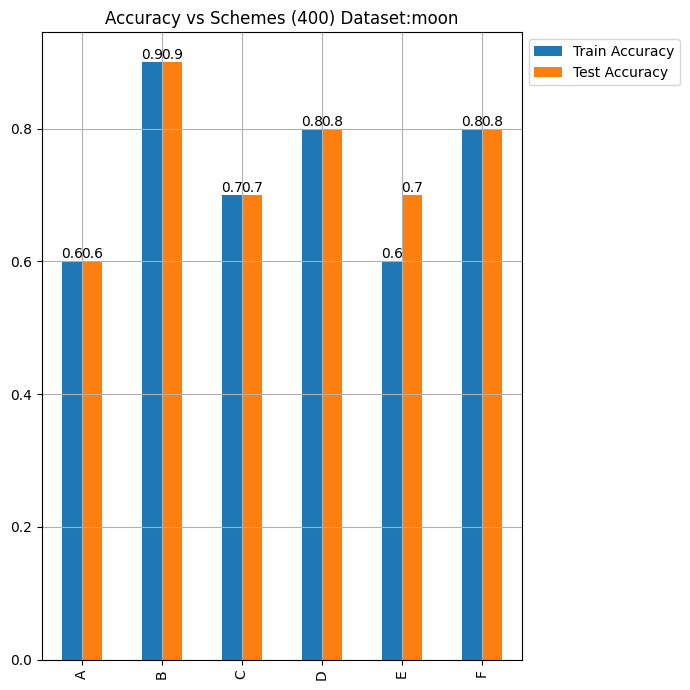 Accuracy vs Schemes (400) Dataset:moon
Train Accuracy
Test Accuracy
0.9 0.9
0.8 0.8 0.8 0.8
0.8
0.7 0.7 0.7
0.6 0.6 0.6
0.6
0.4
0.2
0.0
A B C D E F